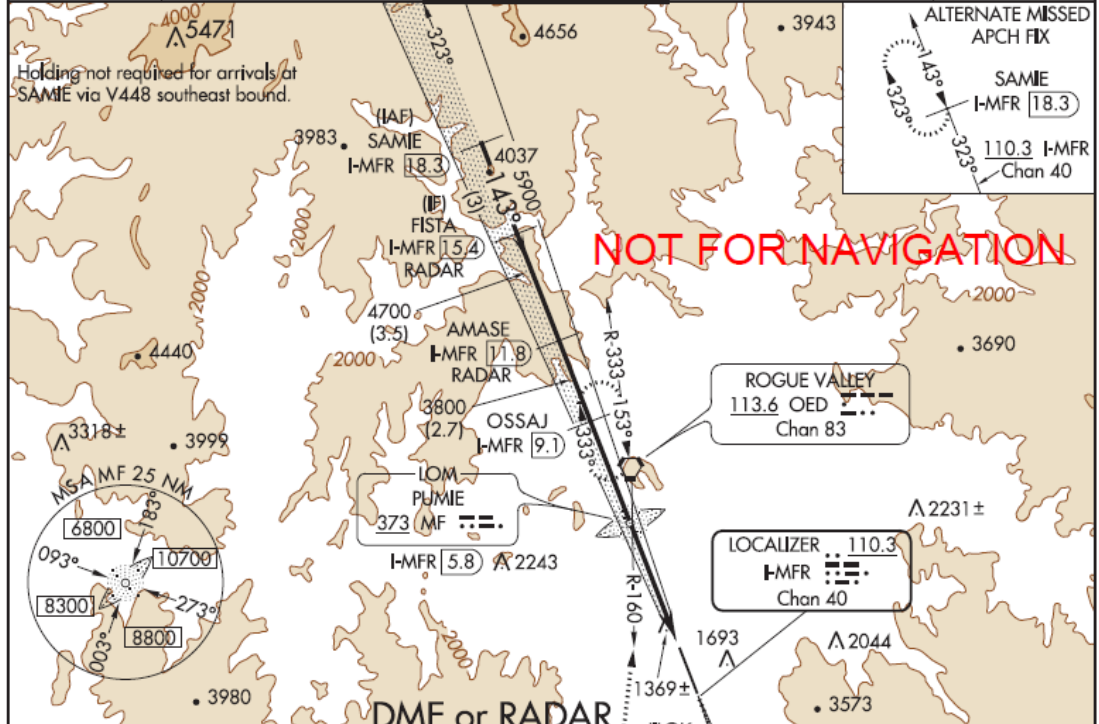 4000
5471
4656
3943
Holding not required for arrivals at
SAMIE via V448 southeast bound.
323°
ALTERNATE MISSED
APCH FIX
143°
323°
SAMIE
I-MFR 18.3
323°
110.3 I-MFR
Chan 40
3983
(IAF)
SAMIE
I-MFR 18.3
4037
5900
(3)
143°
2000
(IF)
FISTA
I-MFR 15.4
RADAR
NOT FOR NAVIGATION
2000
2000
4700
(3.5)
2000
4440
AMASE
I-MFR 11.8
RADAR
R-333
153°
3690
3800
(2.7)
OSSAJ
I-MFR 9.1
333°
ROGUE VALLEY
113.6 OED
Chan 83
3318±
3999
LOM
PUMIE
373 MF
I-MFR 5.8
2243
2231±
MSA MF 25 NM
183°
6800
093°
10700
8300
273°
8800
003°
LOCALIZER 110.3
I-MFR
Chan 40
R-160
2000
1693
2044
1369±
3980
3573
DME or RADAR